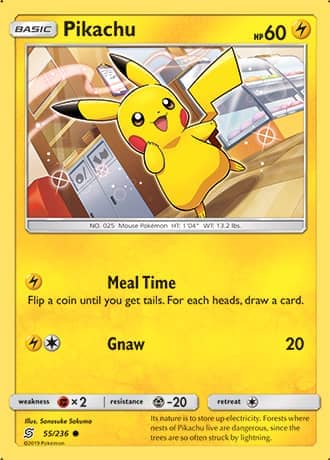 BASIC Pikachu HP 60
NO. 025 Mouse Pokémon HT: 1'04" WT: 13.2 lbs.
Meal Time
Flip a coin until you get tails. For each heads, draw a card.
Gnaw 20
weakness ×2 resistance -20 retreat
Illus. Sanosuke Sakuma
55/236
©2019 Pokémon
Its nature is to store up electricity. Forests where
nests of Pikachu live are dangerous, since the
trees are so often struck by lightning.